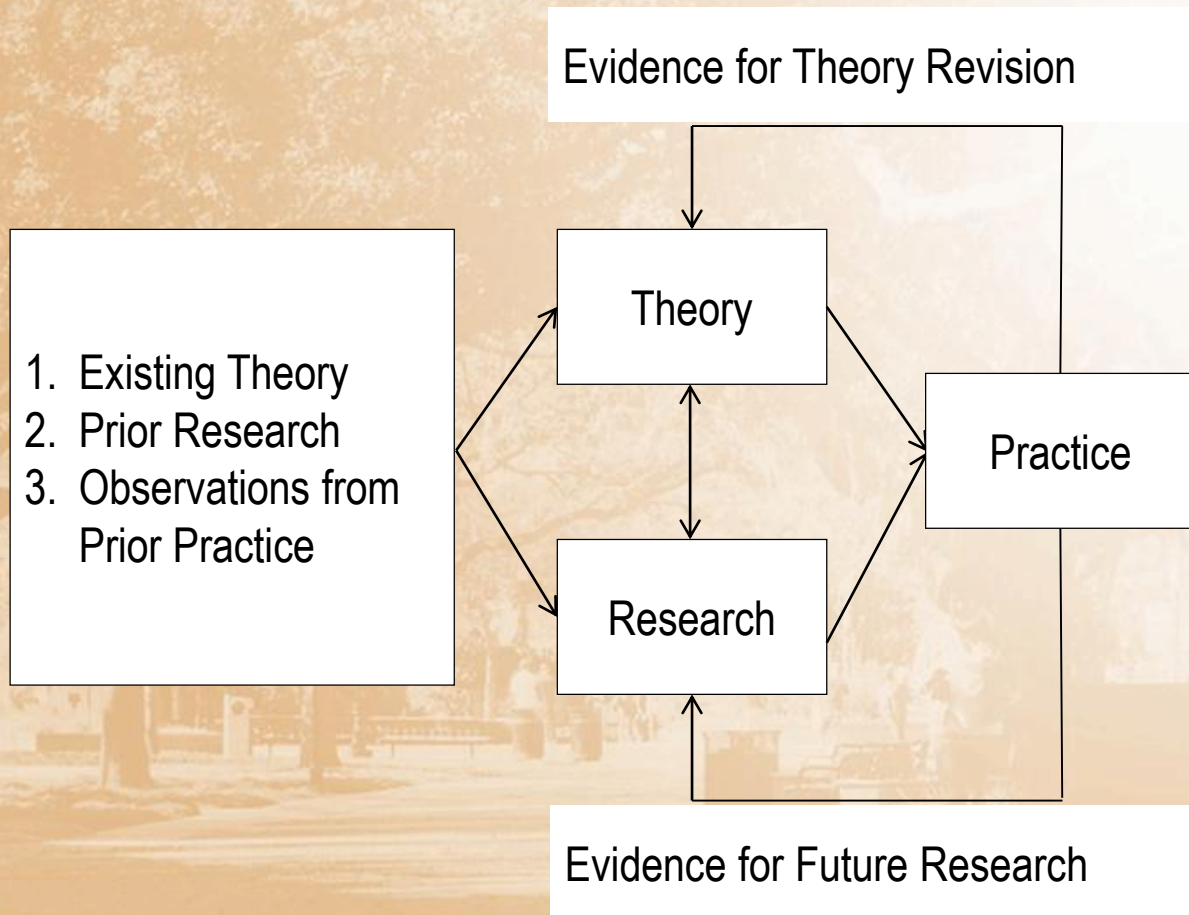 Evidence for Theory Revision
Theory
1. Existing Theory
2. Prior Research
3. Observations from
Prior Practice
Practice
Research
Evidence for Future Research